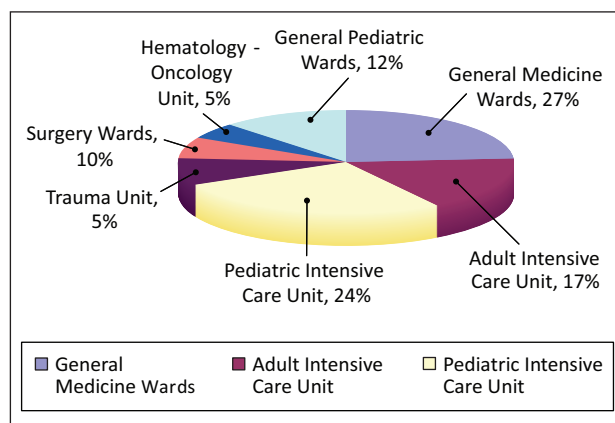 Hematology -
Oncology
Unit, 5%
General Pediatric
Wards, 12%
General Medicine
Wards, 27%
Surgery Wards,
10%
Trauma Unit,
5%
Pediatric Intensive
Care Unit, 24%
Adult Intensive
Care Unit, 17%
General
Medicine Wards
Adult Intensive
Care Unit
Pediatric Intensive
Care Unit